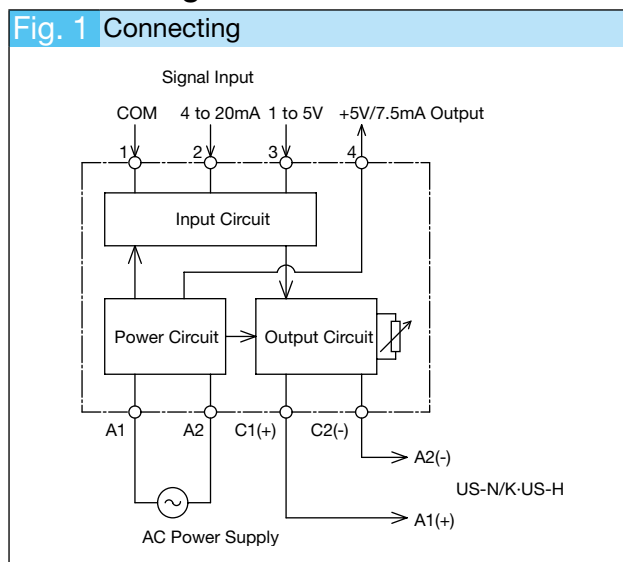 Fig. 1 Connecting
Signal Input
COM 4 to 20mA 1 to 5V +5V/7.5mA Output
1 2 3 4
Input Circuit
Power Circuit Output Circuit
A1 A2 C1(+) C2(-)
A2(-)
US-N/K·US-H
A1(+)
AC Power Supply